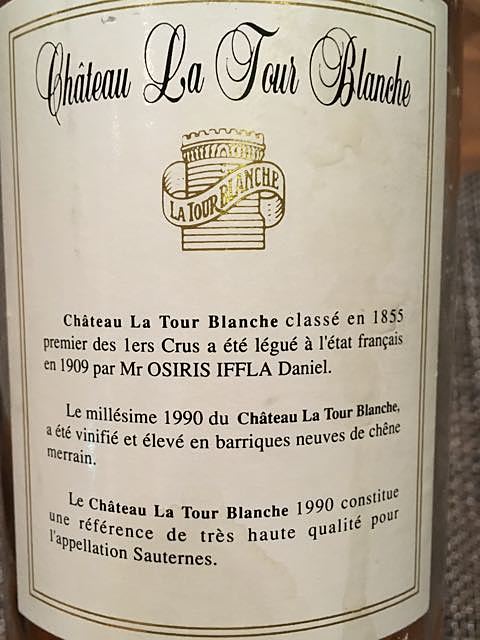 Château La Tour Blanche
LA TOUR BLANCHE
Château La Tour Blanche classé en 1855
premier des 1ers Crus a été légué à l'état français
en 1909 par Mr OSIRIS IFFLA Daniel.
Le millésime 1990 du Château La Tour Blanche,
a été vinifié et élevé en barriques neuves de chêne
merrain.
Le Château La Tour Blanche 1990 constitue
une référence de très haute qualité pour
l'appellation Sauternes.